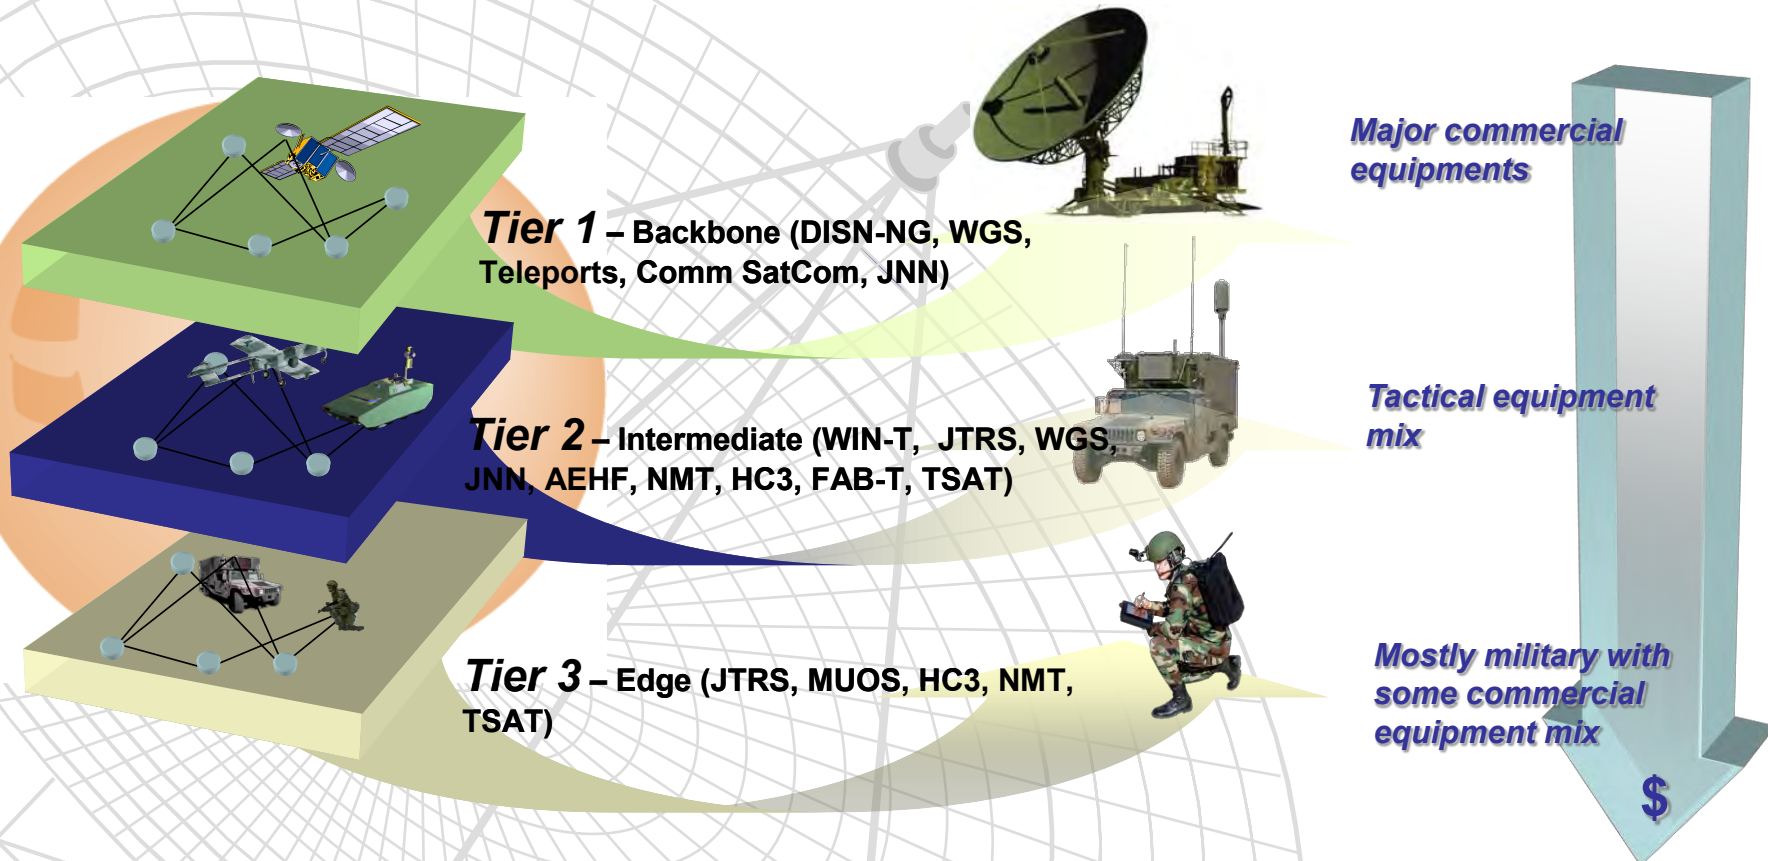 Major commercial
equipments
Tier 1 – Backbone (DISN-NG, WGS,
Teleports, Comm SatCom, JNN)
Tactical equipment
mix
Tier 2 – Intermediate (WIN-T, JTRS, WGS,
JNN, AEHF, NMT, HC3, FAB-T, TSAT)
Mostly military with
some commercial
equipment mix
Tier 3 – Edge (JTRS, MUOS, HC3, NMT,
TSAT)
$